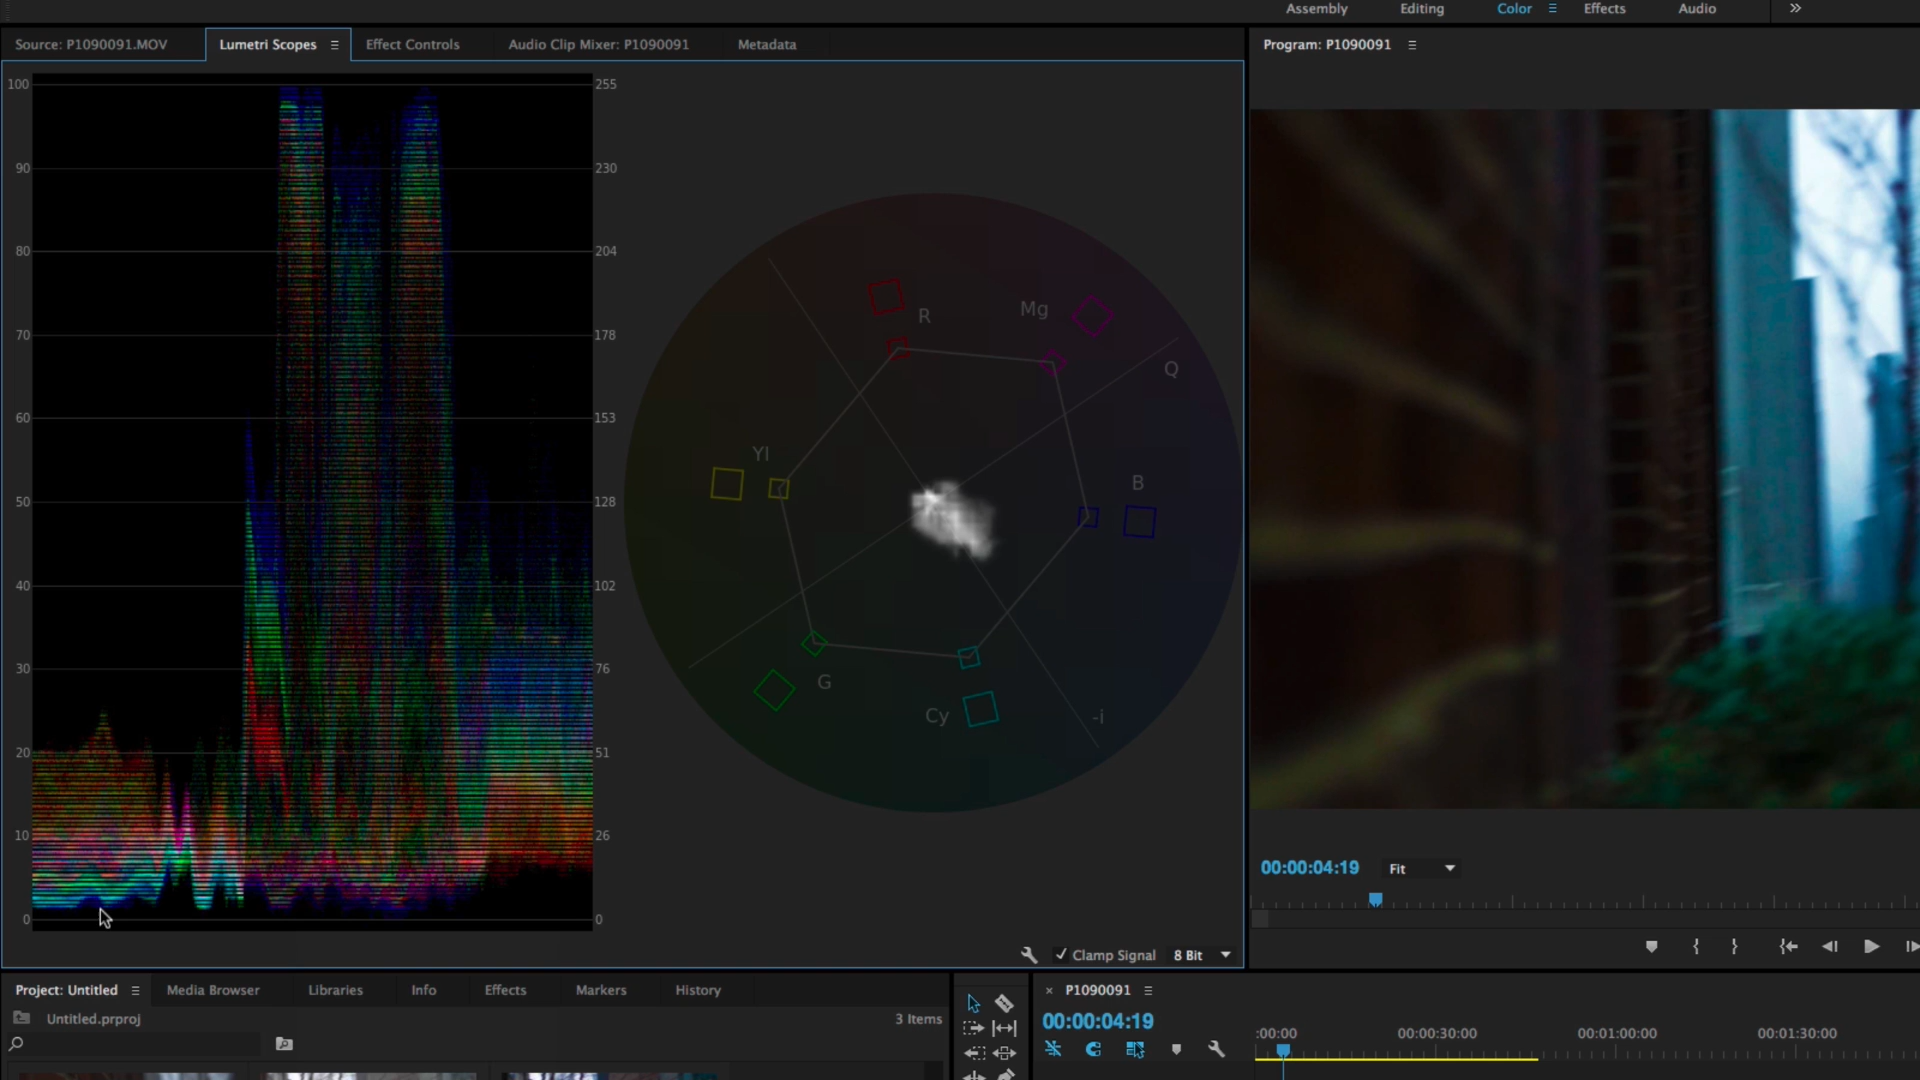 Assembly Editing Color Effects Audio
Source: P1090091.MOV Lumetri Scopes Effect Controls Audio Clip Mixer: P1090091 Metadata
Program: P1090091
100 255
90 230
80 204
70 178
60 153
50 128
40 102
30 76
20 51
10 26
0 0
R Mg
Q
Yl
B
G
Cy -i
Clamp Signal 8 Bit
00:00:04:19 Fit
Project: Untitled Media Browser Libraries Info Effects Markers History
Untitled.prproj 3 Items
× P1090091
00:00:04:19
:00:00 00:00:30:00 00:01:00:00 00:01:30:00